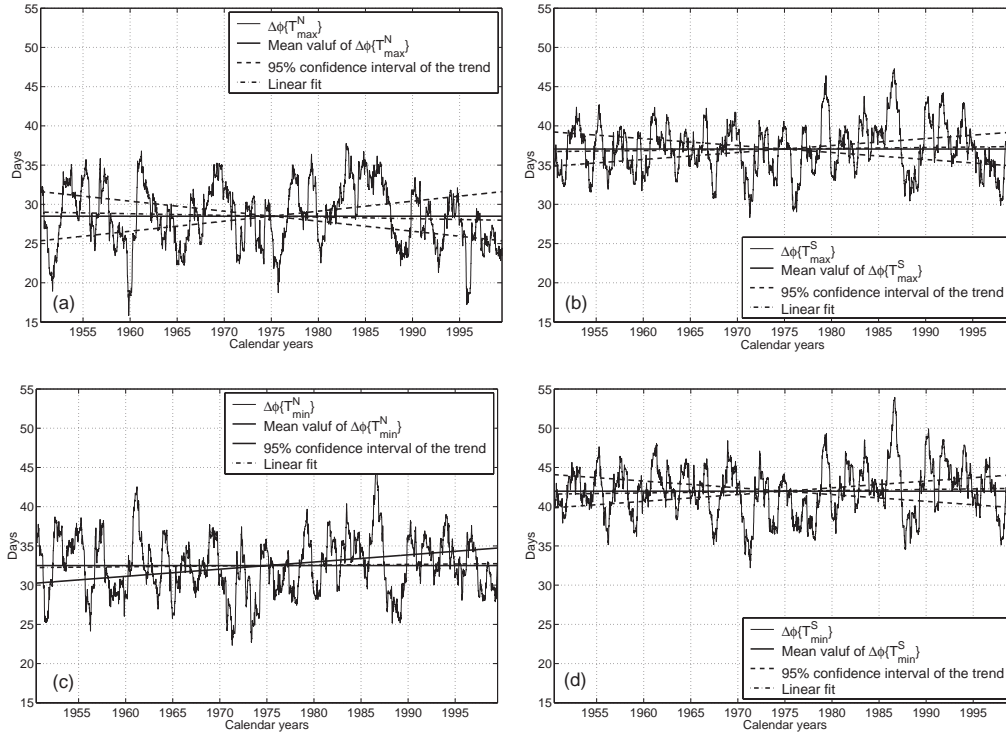 55
50
45
40
35
30
25
20
15
Days
Δϕ{T^N_max}
Mean valuf of Δϕ{T^N_max}
95% confidence interval of the trend
Linear fit
(a)
1955 1960 1965 1970 1975 1980 1985 1990 1995
Calendar years
55
50
45
40
35
30
25
20
15
Days
Δϕ{T^S_max}
Mean valuf of Δϕ{T^S_max}
95% confidence interval of the trend
Linear fit
(b)
1955 1960 1965 1970 1975 1980 1985 1990 1995
Calendar years
55
50
45
40
35
30
25
20
15
Days
Δϕ{T^N_min}
Mean valuf of Δϕ{T^N_min}
95% confidence interval of the trend
Linear fit
(c)
1955 1960 1965 1970 1975 1980 1985 1990 1995
Calendar years
55
50
45
40
35
30
25
20
15
Days
Δϕ{T^S_min}
Mean valuf of Δϕ{T^S_min}
95% confidence interval of the trend
Linear fit
(d)
1955 1960 1965 1970 1975 1980 1985 1990 1995
Calendar years